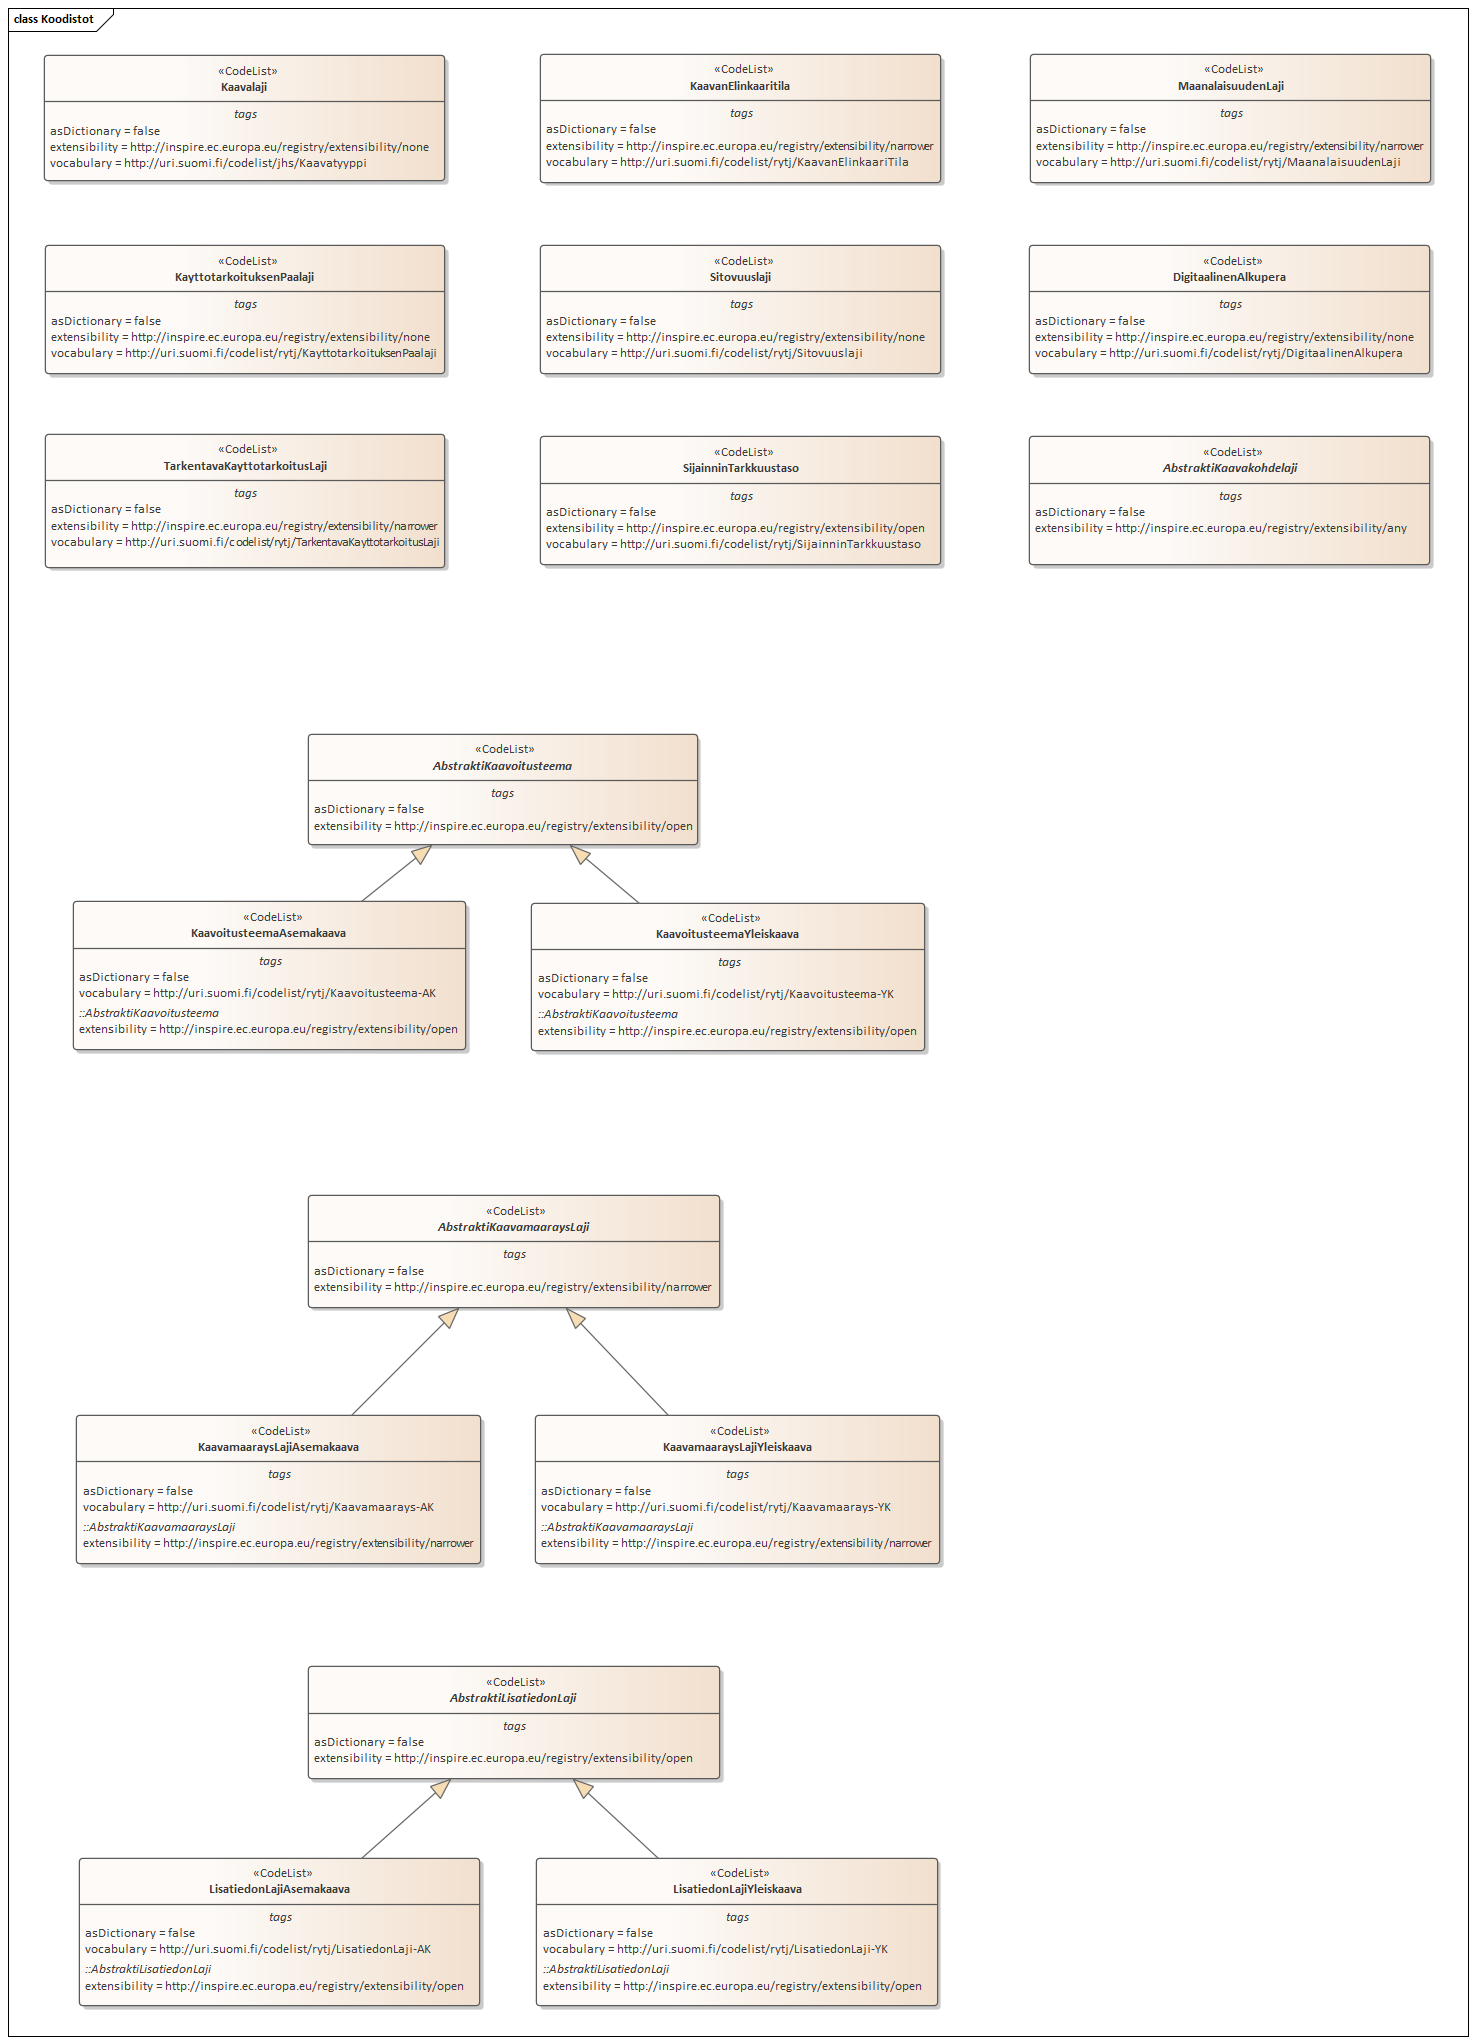 class Koodistot
«CodeList»
Kaavalaji
tags
asDictionary = false
extensibility = http://inspire.ec.europa.eu/registry/extensibility/none
vocabulary = http://uri.suomi.fi/codelist/jhs/Kaavatyyppi
«CodeList»
KaavanElinkaaritila
tags
asDictionary = false
extensibility = http://inspire.ec.europa.eu/registry/extensibility/narrower
vocabulary = http://uri.suomi.fi/codelist/rytj/KaavanElinkaariTila
«CodeList»
MaanalaisuudenLaji
tags
asDictionary = false
extensibility = http://inspire.ec.europa.eu/registry/extensibility/narrower
vocabulary = http://uri.suomi.fi/codelist/rytj/MaanalaisuudenLaji
«CodeList»
KayttotarkoituksenPaalaji
tags
asDictionary = false
extensibility = http://inspire.ec.europa.eu/registry/extensibility/none
vocabulary = http://uri.suomi.fi/codelist/rytj/KayttotarkoituksenPaalaji
«CodeList»
Sitovuuslaji
tags
asDictionary = false
extensibility = http://inspire.ec.europa.eu/registry/extensibility/none
vocabulary = http://uri.suomi.fi/codelist/rytj/Sitovuuslaji
«CodeList»
DigitaalinenAlkupera
tags
asDictionary = false
extensibility = http://inspire.ec.europa.eu/registry/extensibility/none
vocabulary = http://uri.suomi.fi/codelist/rytj/DigitaalinenAlkupera
«CodeList»
TarkentavaKayttotarkoitusLaji
tags
asDictionary = false
extensibility = http://inspire.ec.europa.eu/registry/extensibility/narrower
vocabulary = http://uri.suomi.fi/codelist/rytj/TarkentavaKayttotarkoitusLaji
«CodeList»
SijainninTarkkuustaso
tags
asDictionary = false
extensibility = http://inspire.ec.europa.eu/registry/extensibility/open
vocabulary = http://uri.suomi.fi/codelist/rytj/SijainninTarkkuustaso
«CodeList»
AbstraktiKaavakohdelaji
tags
asDictionary = false
extensibility = http://inspire.ec.europa.eu/registry/extensibility/any
«CodeList»
AbstraktiKaavoitusteema
tags
asDictionary = false
extensibility = http://inspire.ec.europa.eu/registry/extensibility/open
«CodeList»
KaavoitusteemaAsemakaava
tags
asDictionary = false
vocabulary = http://uri.suomi.fi/codelist/rytj/Kaavoitusteema-AK
::AbstraktiKaavoitusteema
extensibility = http://inspire.ec.europa.eu/registry/extensibility/open
«CodeList»
KaavoitusteemaYleiskaava
tags
asDictionary = false
vocabulary = http://uri.suomi.fi/codelist/rytj/Kaavoitusteema-YK
::AbstraktiKaavoitusteema
extensibility = http://inspire.ec.europa.eu/registry/extensibility/open
«CodeList»
AbstraktiKaavamaaraysLaji
tags
asDictionary = false
extensibility = http://inspire.ec.europa.eu/registry/extensibility/narrower
«CodeList»
KaavamaaraysLajiAsemakaava
tags
asDictionary = false
vocabulary = http://uri.suomi.fi/codelist/rytj/Kaavamaarays-AK
::AbstraktiKaavamaaraysLaji
extensibility = http://inspire.ec.europa.eu/registry/extensibility/narrower
«CodeList»
KaavamaaraysLajiYleiskaava
tags
asDictionary = false
vocabulary = http://uri.suomi.fi/codelist/rytj/Kaavamaarays-YK
::AbstraktiKaavamaaraysLaji
extensibility = http://inspire.ec.europa.eu/registry/extensibility/narrower
«CodeList»
AbstraktiLisatiedonLaji
tags
asDictionary = false
extensibility = http://inspire.ec.europa.eu/registry/extensibility/open
«CodeList»
LisatiedonLajiAsemakaava
tags
asDictionary = false
vocabulary = http://uri.suomi.fi/codelist/rytj/LisatiedonLaji-AK
::AbstraktiLisatiedonLaji
extensibility = http://inspire.ec.europa.eu/registry/extensibility/open
«CodeList»
LisatiedonLajiYleiskaava
tags
asDictionary = false
vocabulary = http://uri.suomi.fi/codelist/rytj/LisatiedonLaji-YK
::AbstraktiLisatiedonLaji
extensibility = http://inspire.ec.europa.eu/registry/extensibility/open